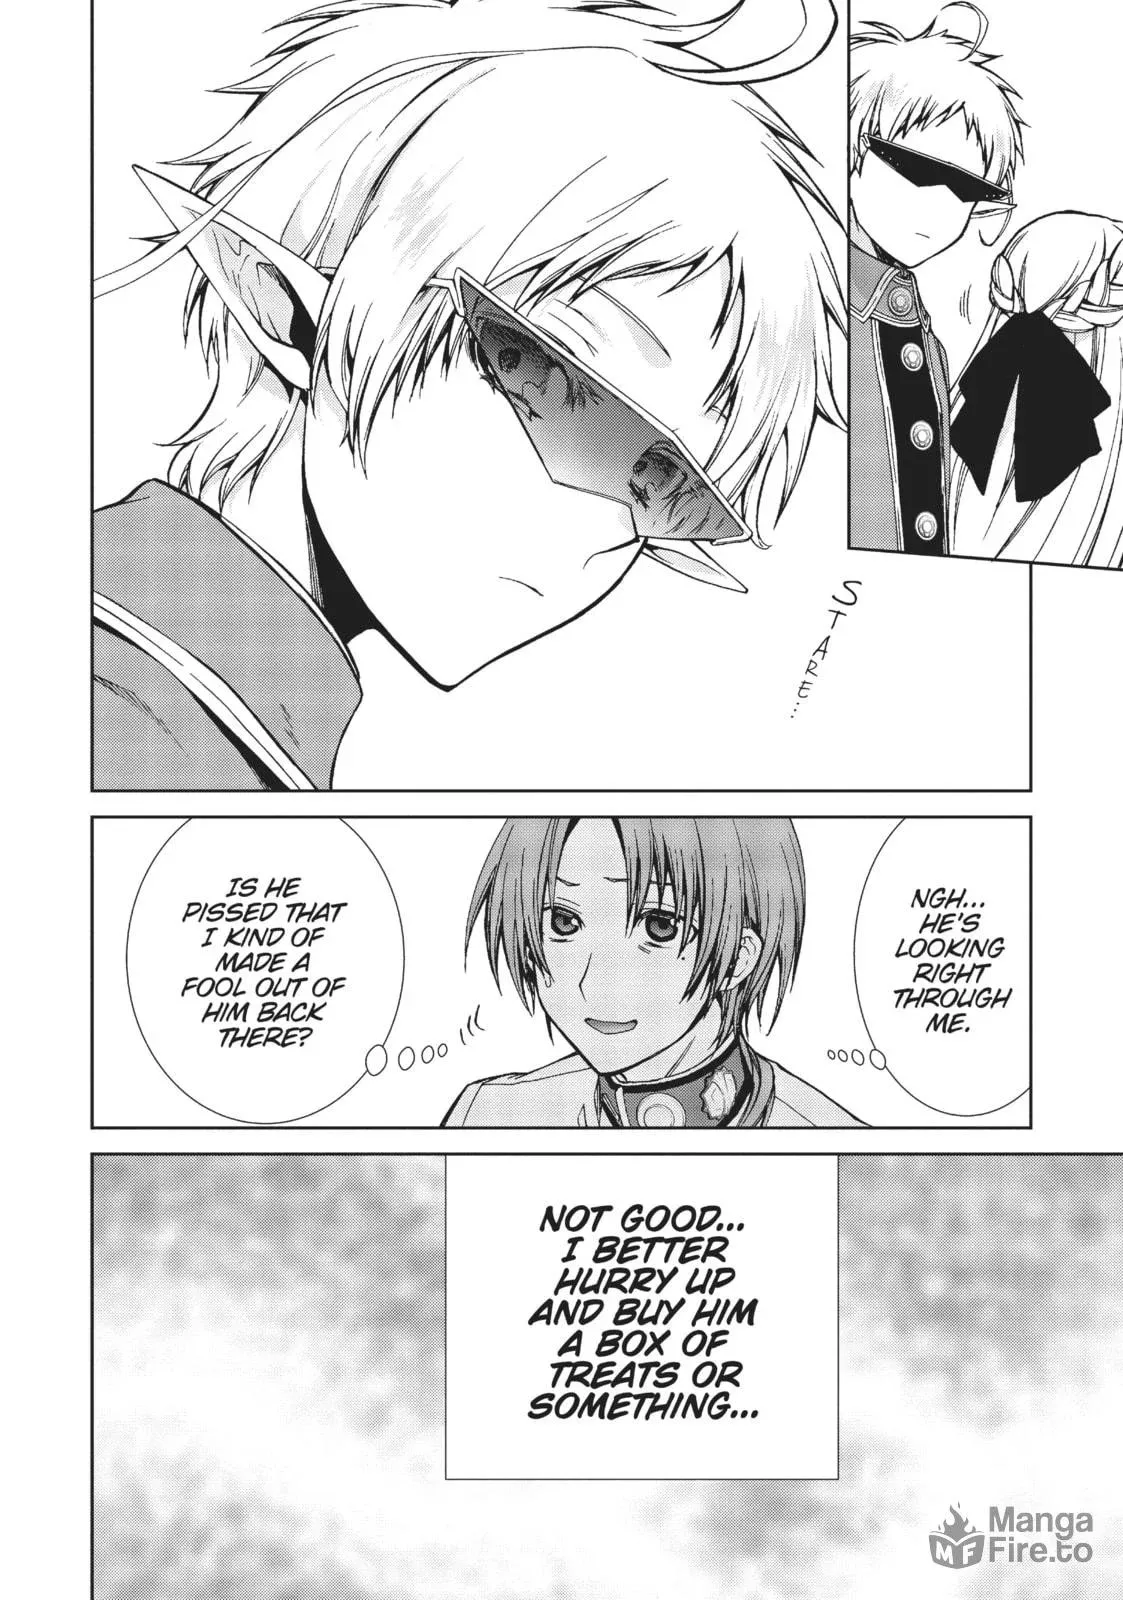 STARE...
NGH...
HE'S
LOOKING
RIGHT
THROUGH
ME.
IS HE
PISSED THAT
I KIND OF
MADE A
FOOL OUT OF
HIM BACK
THERE?
NOT GOOD...
I BETTER
HURRY UP
AND BUY HIM
A BOX OF
TREATS OR
SOMETHING...
MF
Manga
Fire.to